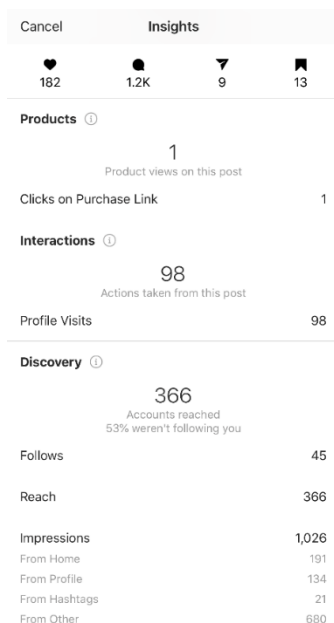 Cancel Insights
182 1.2K 9 13
Products
1
Product views on this post
Clicks on Purchase Link 1
Interactions
98
Actions taken from this post
Profile Visits 98
Discovery
366
Accounts reached
53% weren't following you
Follows 45
Reach 366
Impressions 1,026
From Home 191
From Profile 134
From Hashtags 21
From Other 680